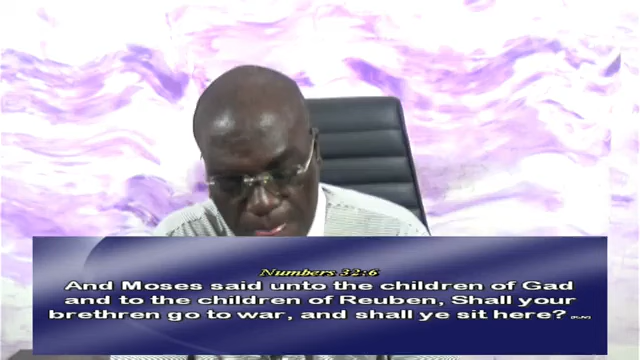 Numbers 32:6
And Moses said unto the children of Gad
and to the children of Reuben, Shall your
brethren go to war, and shall ye sit here?